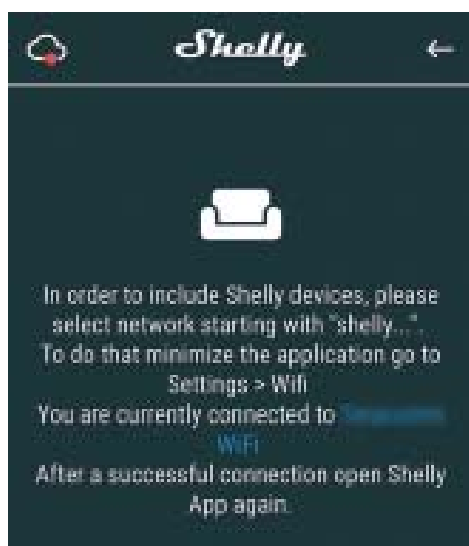 Shelly
In order to include Shelly devices, please
select network starting with "shelly...".
To do that minimize the application go to
Settings > Wifi
You are currently connected to
WiFi
After a successful connection open Shelly
App again.